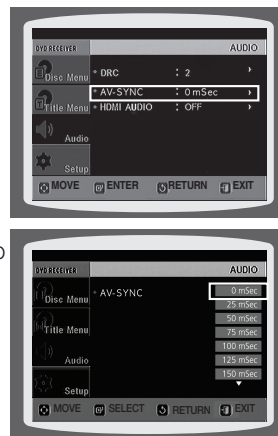 DVD RECEIVER AUDIO
Disc Menu
DRC : 2
AV-SYNC : 0 mSec
Title Menu
HDMI AUDIO : OFF
Audio
Setup
MOVE ENTER RETURN EXIT
DVD RECEIVER AUDIO
Disc Menu
AV-SYNC
0 mSec
25 mSec
Title Menu
50 mSec
75 mSec
100 mSec
Audio
125 mSec
150 mSec
Setup
MOVE SELECT RETURN EXIT